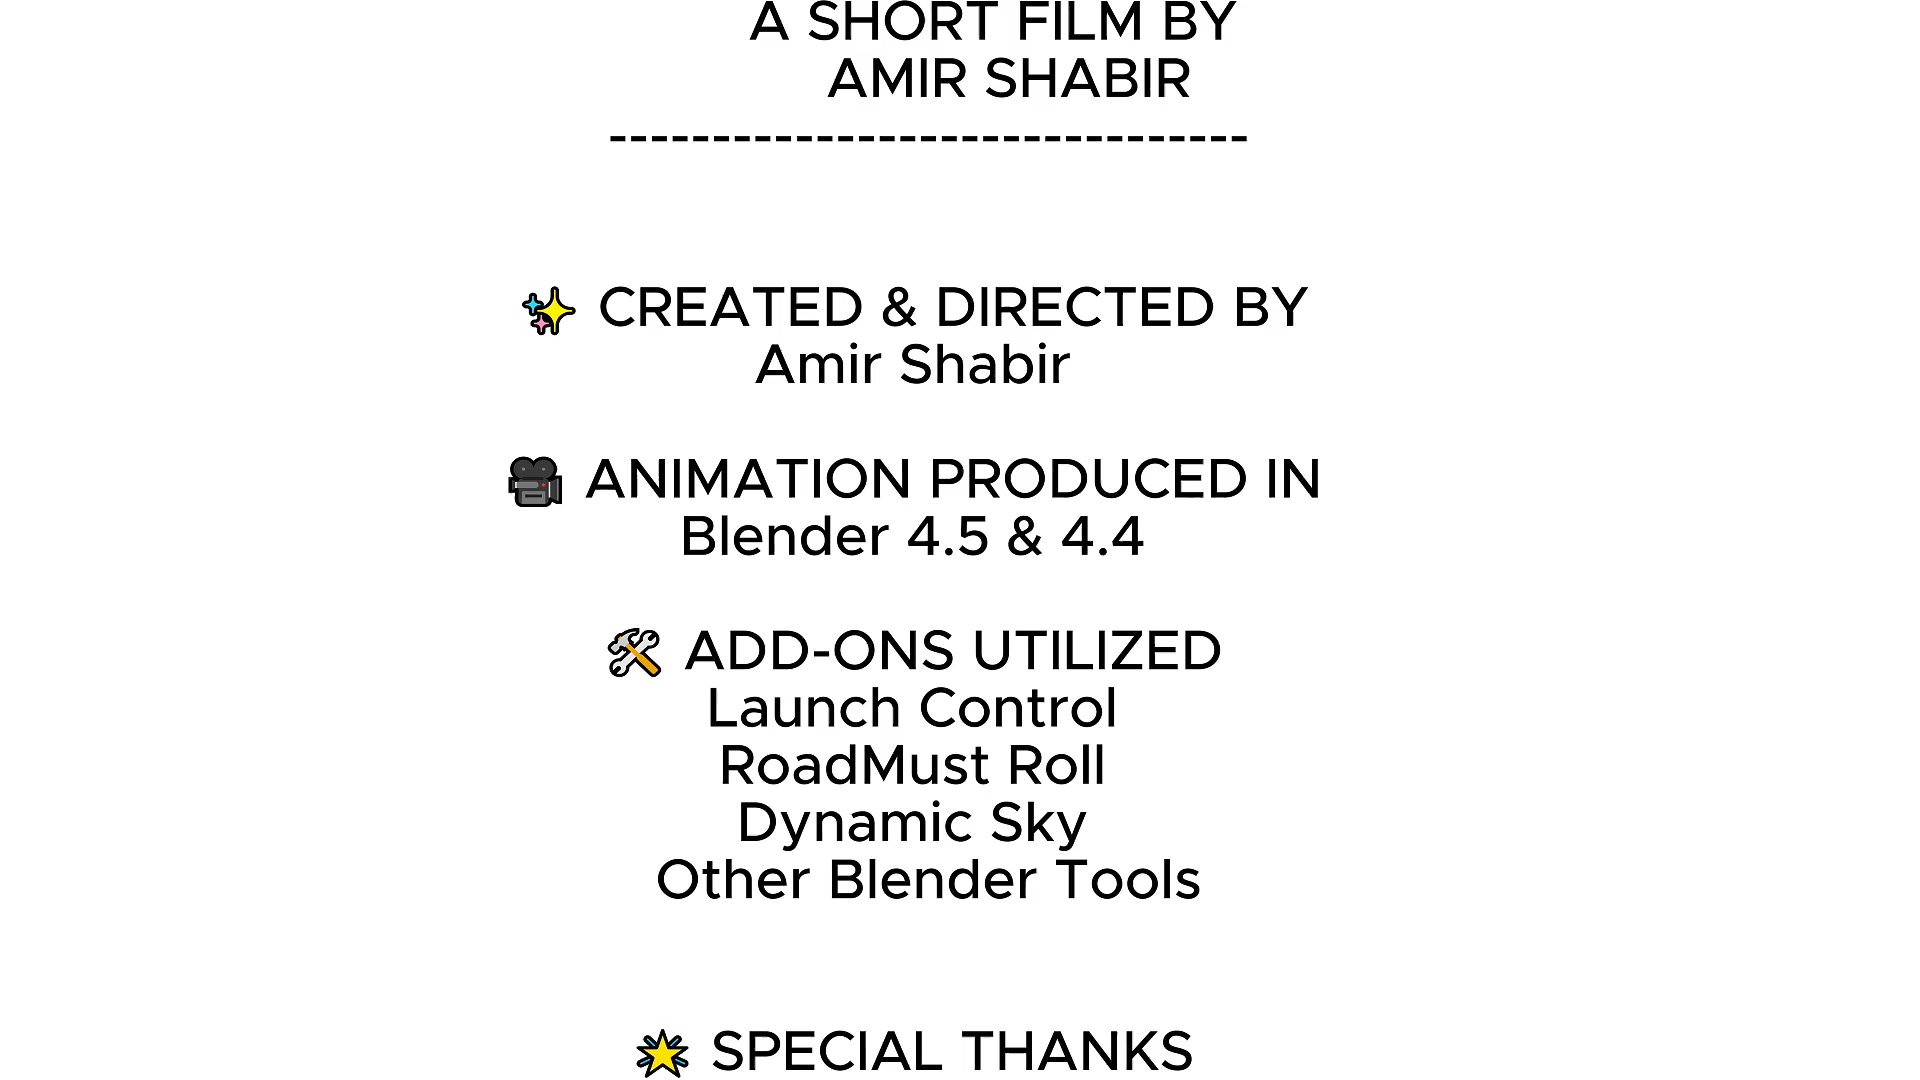 A SHORT FILM BY
AMIR SHABIR
-------------------------------
✨ CREATED & DIRECTED BY
Amir Shabir
🎥 ANIMATION PRODUCED IN
Blender 4.5 & 4.4
🛠 ADD-ONS UTILIZED
Launch Control
RoadMust Roll
Dynamic Sky
Other Blender Tools
🌟 SPECIAL THANKS